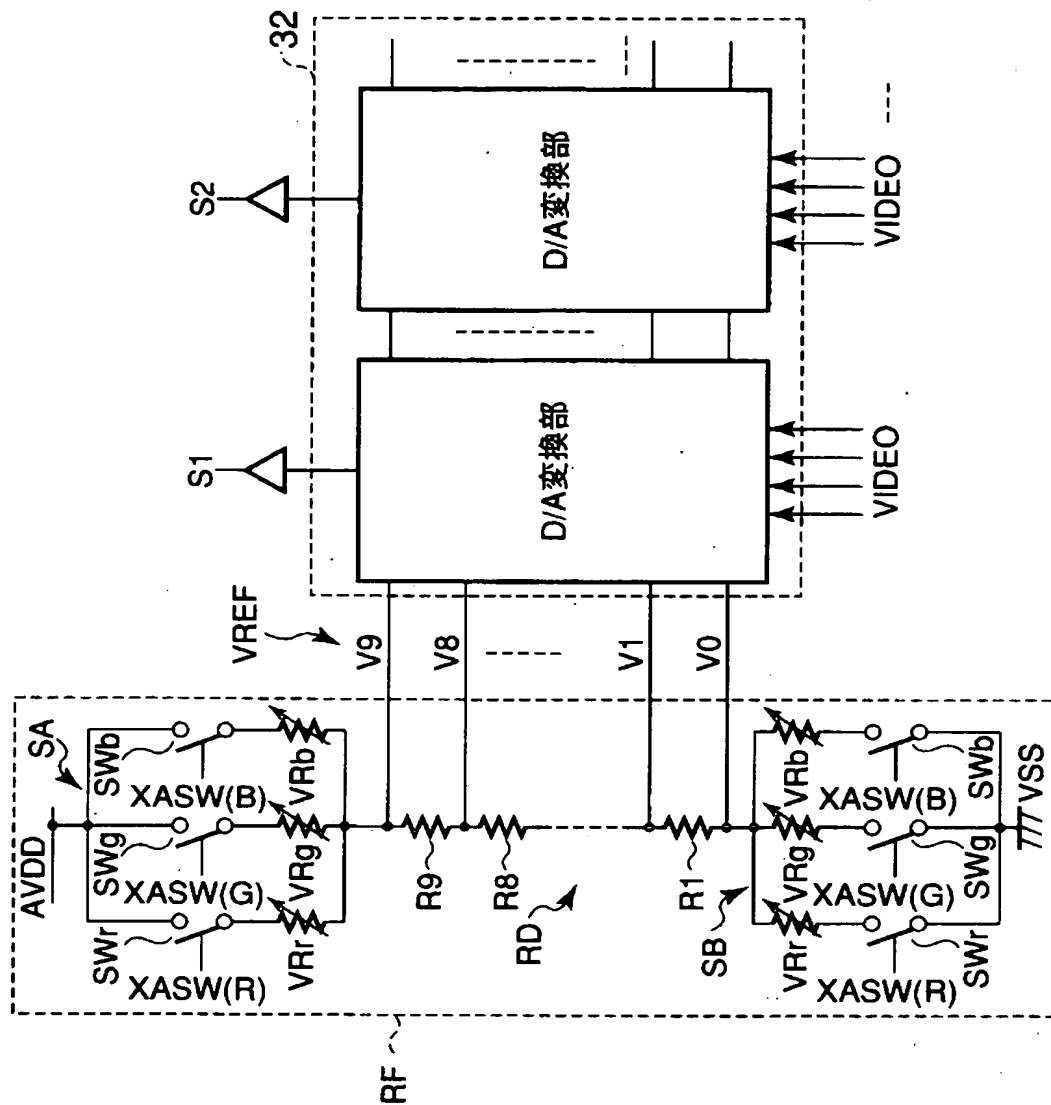 32
S1
S2
D/A変換部
D/A変換部
VIDEO
VIDEO
VREF
V9
V8
V1
V0
AVDD
SA
SWr
SWg
SWb
XASW(R)
XASW(G)
XASW(B)
VRr
VRg
VRb
R9
R8
RD
R1
SB
VRr
VRg
VRb
XASW(R)
XASW(G)
XASW(B)
SWr
SWg
SWb
VSS
RF